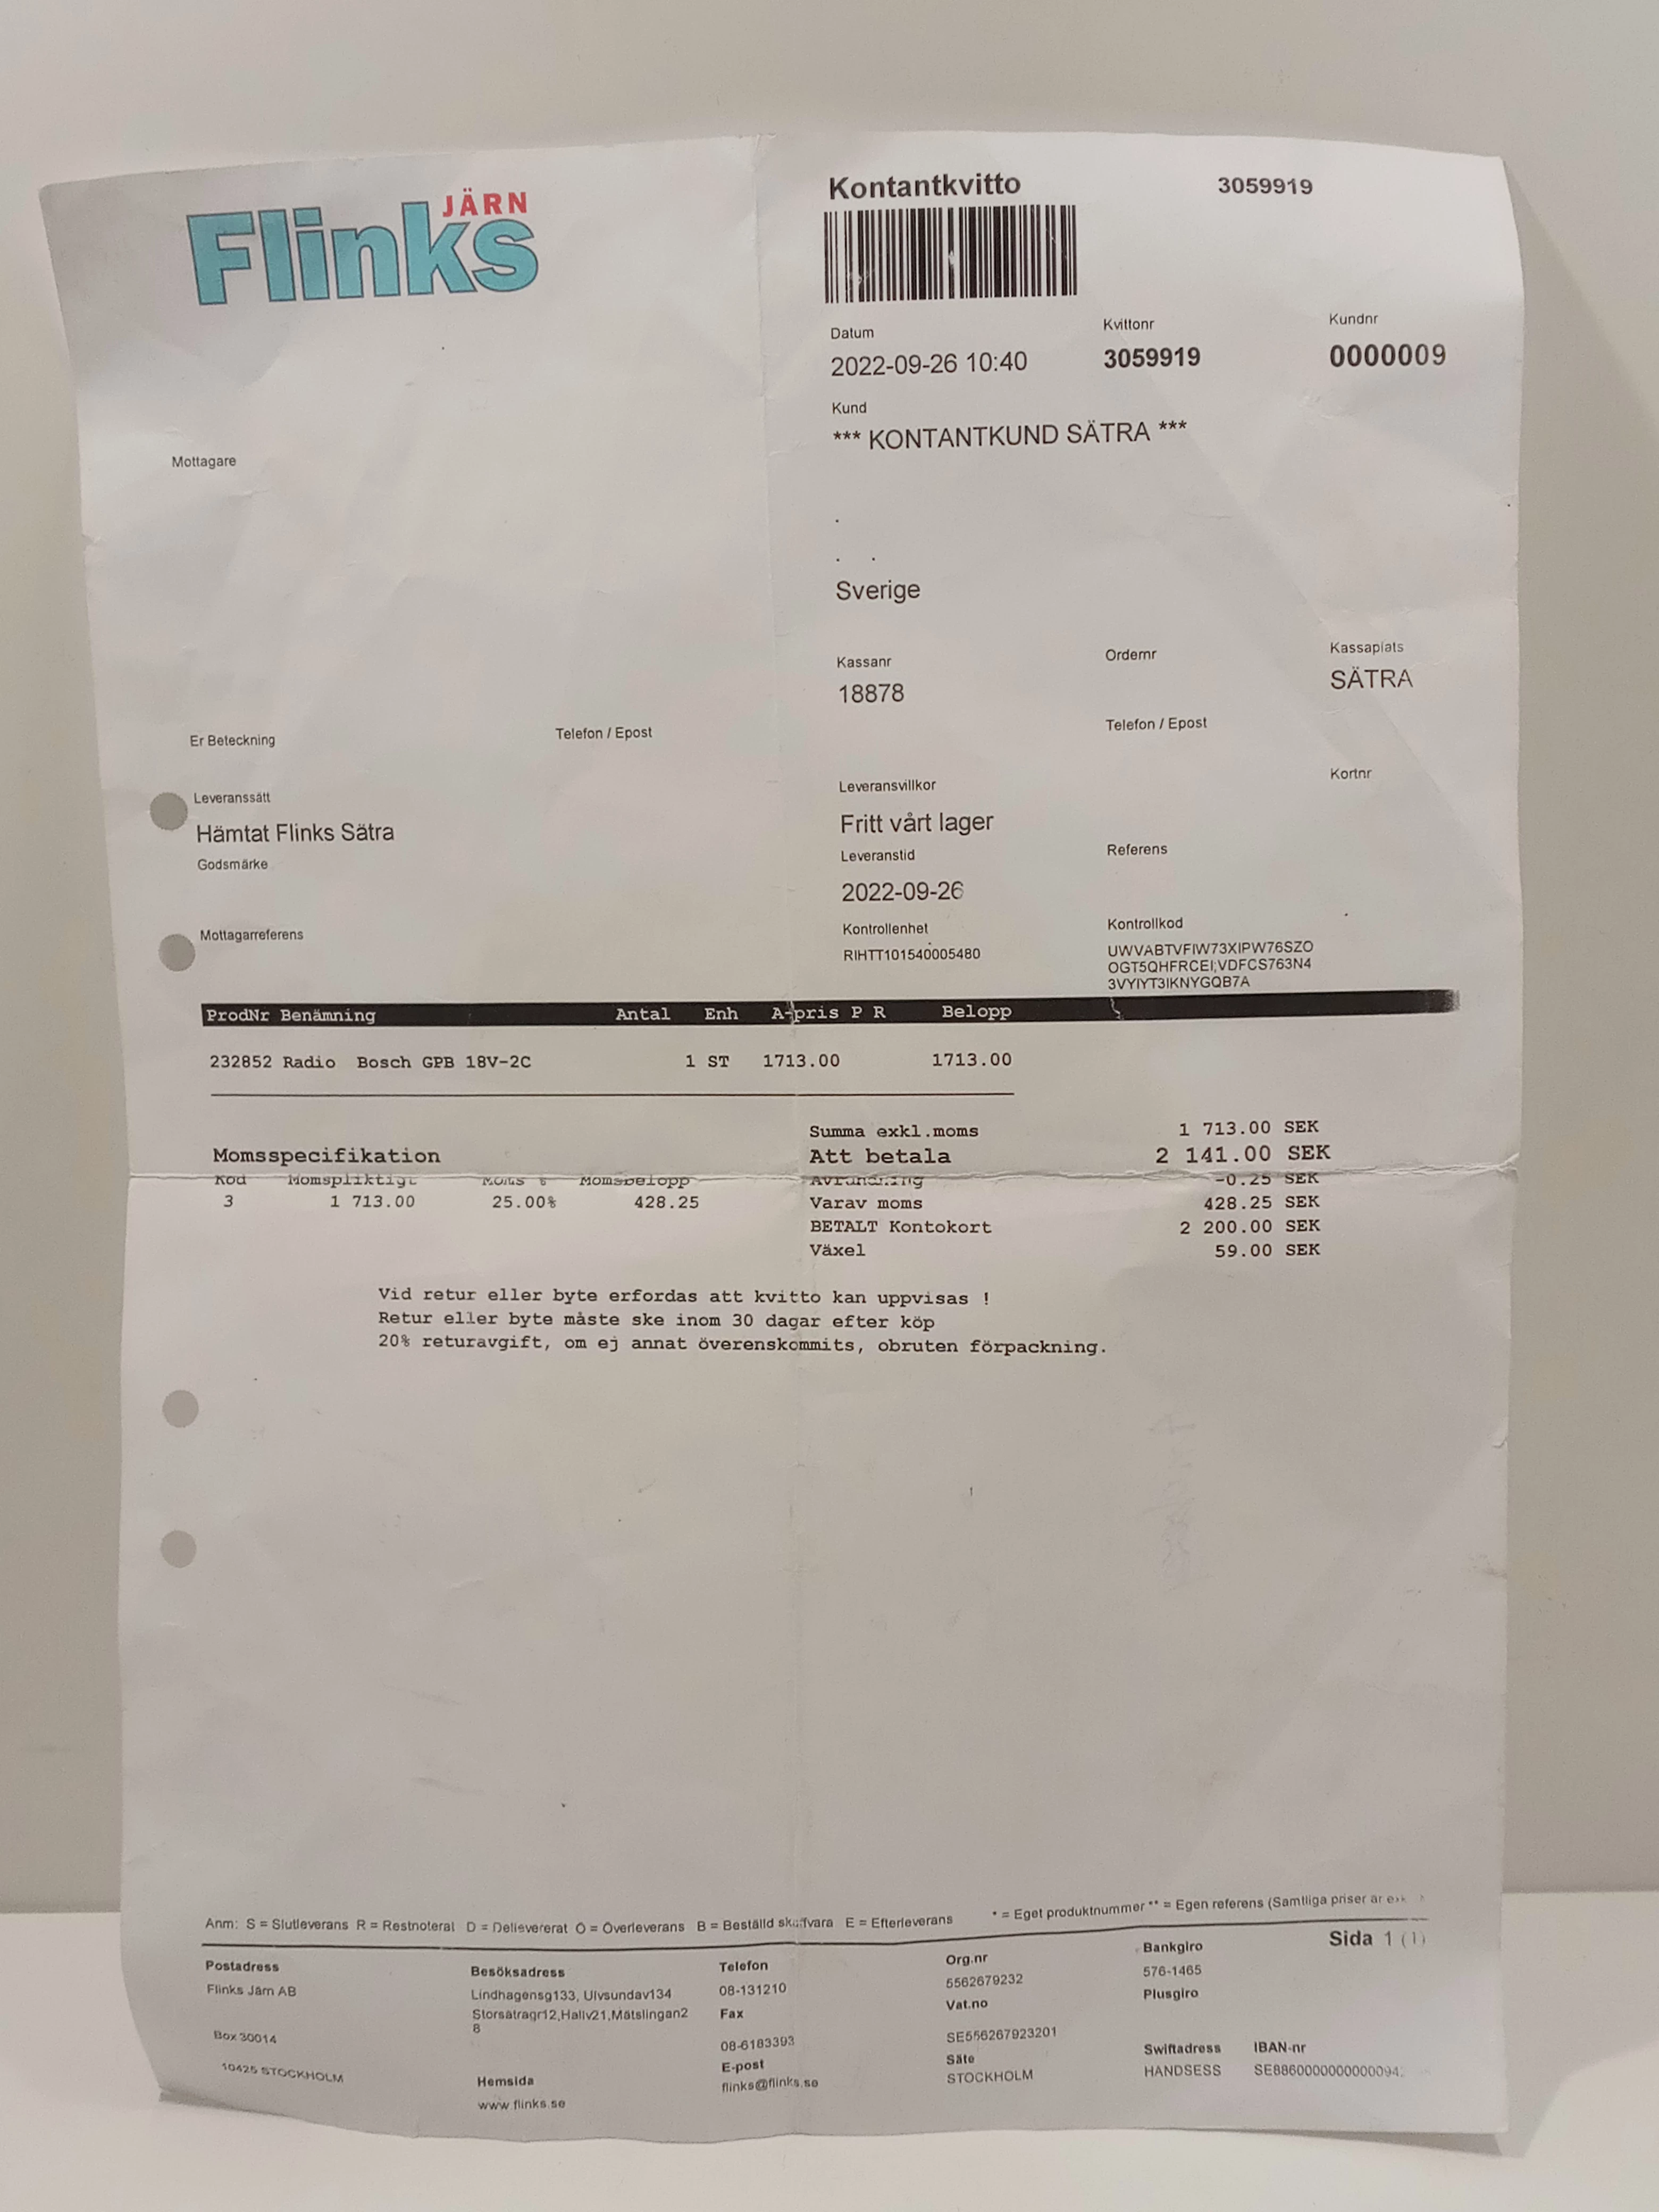 JÄRN
Flinks
Kontantkvitto 3059919
Datum Kvittonr Kundnr
2022-09-26 10:40 3059919 0000009
Kund
*** KONTANTKUND SÄTRA ***
Mottagare
.
. .
Sverige
Kassanr Ordernr Kassaplats
18878 SÄTRA
Er Beteckning Telefon / Epost Telefon / Epost
Leveranssätt Leveransvillkor Kortnr
Hämtat Flinks Sätra Fritt vårt lager
Godsmärke Leveranstid Referens
2022-09-26
Mottagarreferens Kontrollenhet Kontrollkod
RIHTT101540005480 UWVABTVFIW73XIPW76SZO
OGT5QHFRCEI;VDFCS763N4
3VYIYT3IKNYGQB7A
ProdNr Benämning Antal Enh A-pris P R Belopp
232852 Radio Bosch GPB 18V-2C 1 ST 1713.00 1713.00
Summa exkl.moms 1 713.00 SEK
Momsspecifikation Att betala 2 141.00 SEK
Kod Momspliktigt Moms % Momsbelopp Avrundning -0.25 SEK
3 1 713.00 25.00% 428.25 Varav moms 428.25 SEK
BETALT Kontokort 2 200.00 SEK
Växel 59.00 SEK
Vid retur eller byte erfordas att kvitto kan uppvisas !
Retur eller byte måste ske inom 30 dagar efter köp
20% returavgift, om ej annat överenskommits, obruten förpackning.
Anm: S = Slutleverans R = Restnoterat D = Dellevererat Ö = Överleverans B = Beställd skaffvara E = Efterleverans * = Eget produktnummer ** = Egen referens (Samtliga priser är
Sida 1 (1)
Postadress Besöksadress Telefon Org.nr Bankgiro
Flinks Järn AB Lindhagensg133, Ulvsundav134 08-131210 5562679232 576-1465
Storsätragr12,Hallv21,Mätslingan2 Fax Vat.no Plusgiro
8
Box 30014 08-6183393 SE556267923201
10425 STOCKHOLM E-post Säte Swiftadress IBAN-nr
Hemsida flinks@flinks.se STOCKHOLM HANDSESS
www.flinks.se